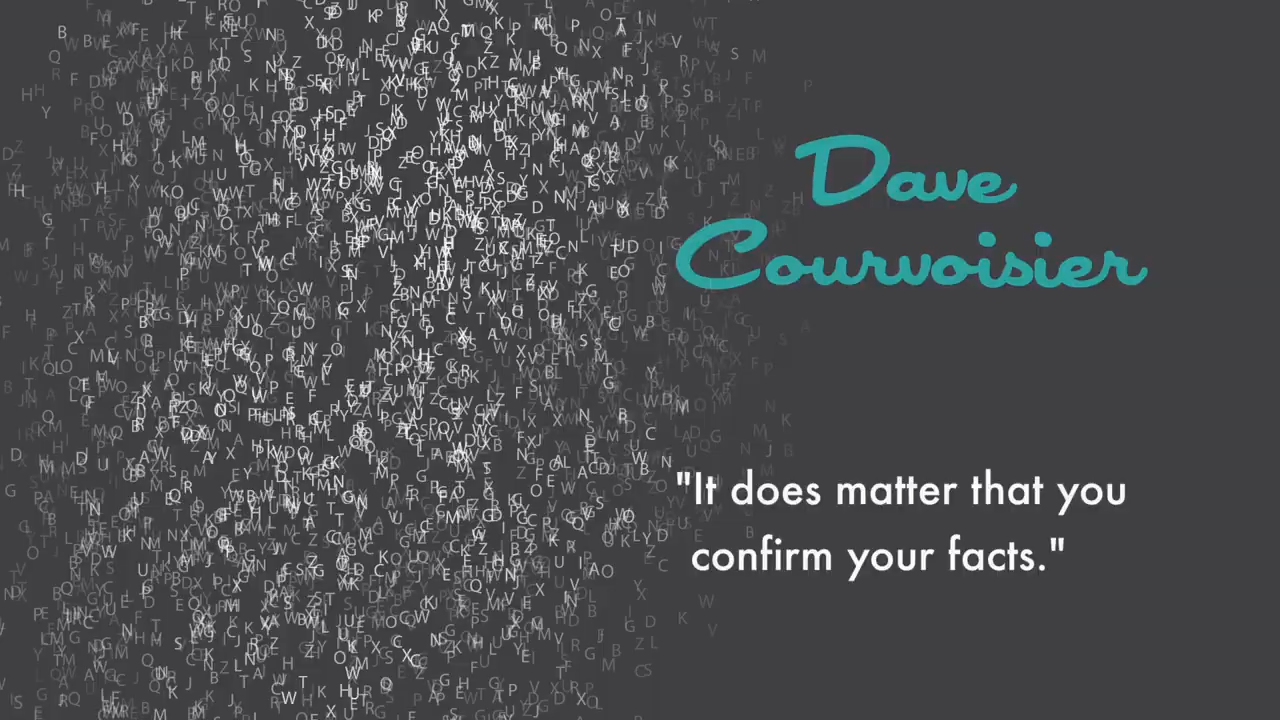 Dave
Courvoisier
"It does matter that you
confirm your facts."